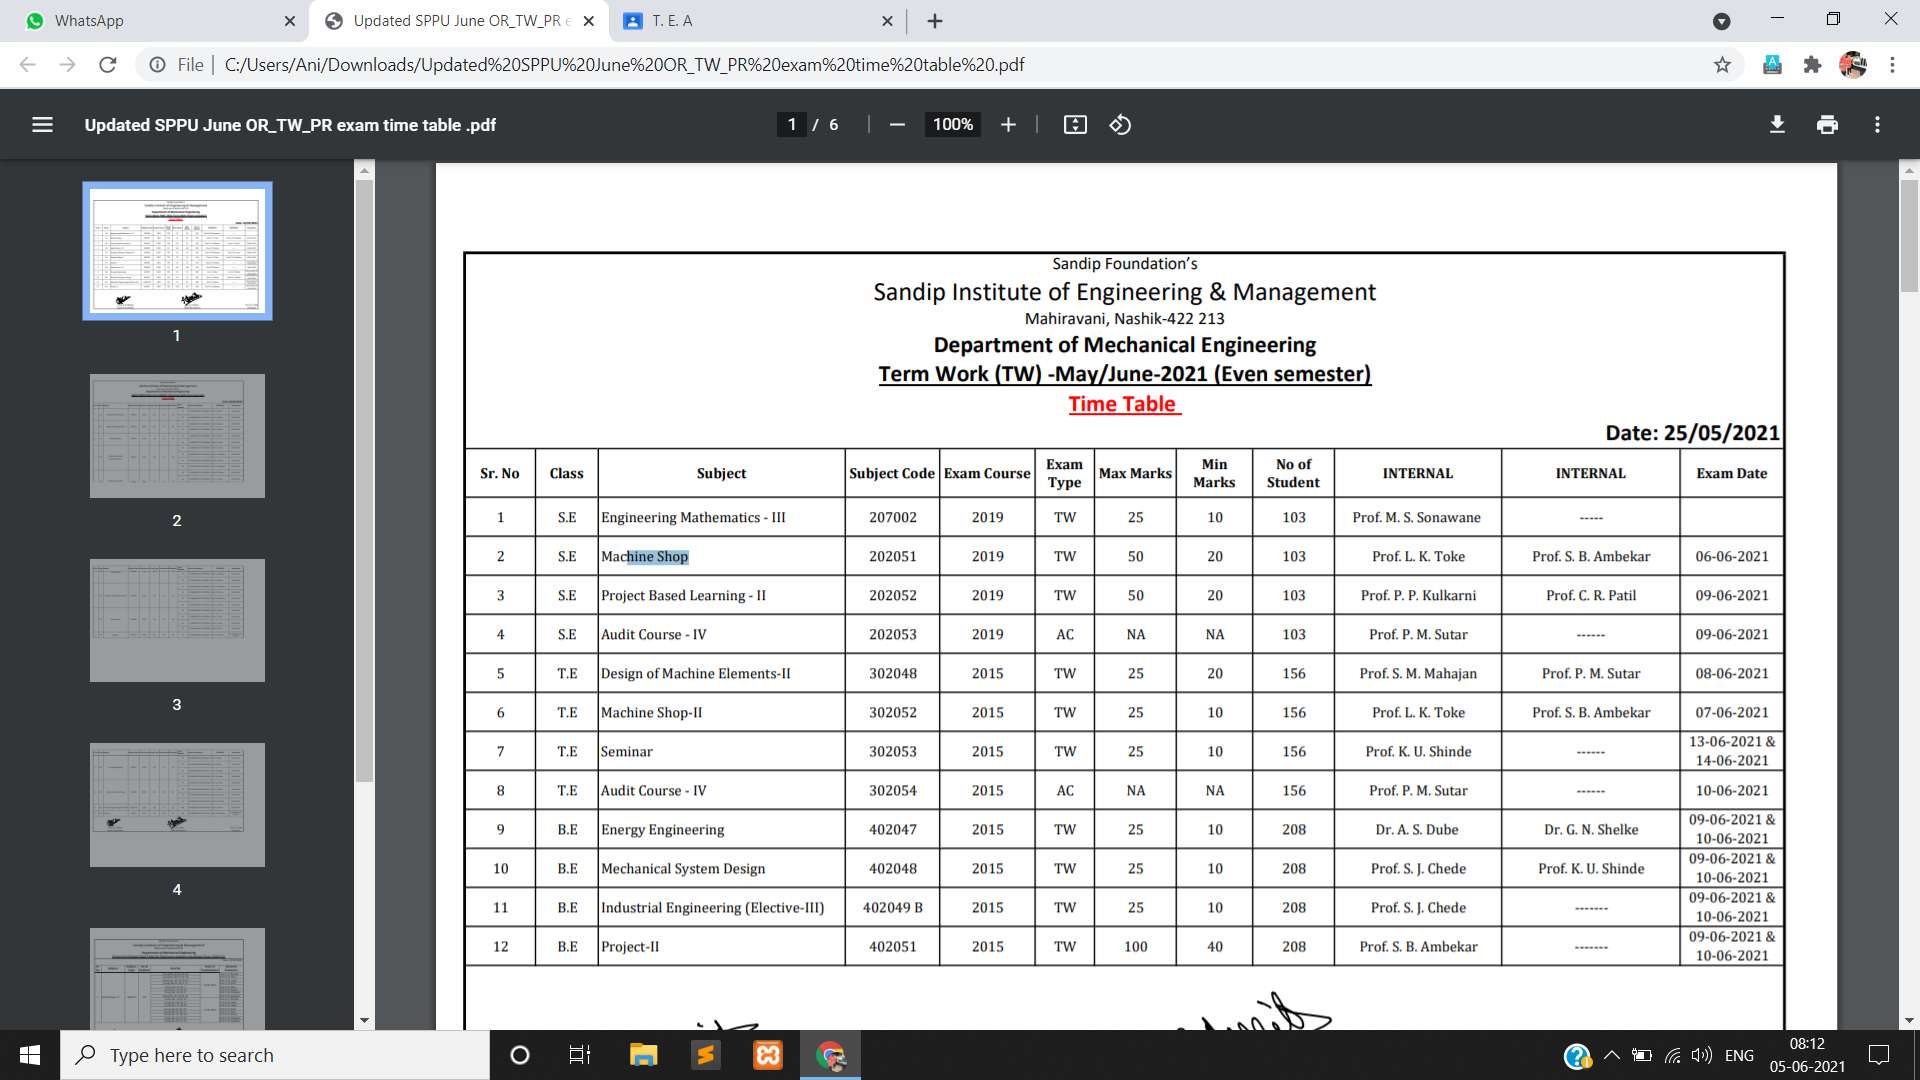 WhatsApp
Updated SPPU June OR_TW_PR e
T. E. A
File
C:/Users/Ani/Downloads/Updated%20SPPU%20June%20OR_TW_PR%20exam%20time%20table%20.pdf
Updated SPPU June OR_TW_PR exam time table .pdf
1 / 6
100%
1
2
3
4
Sandip Foundation's
Sandip Institute of Engineering & Management
Mahiravani, Nashik-422 213
Department of Mechanical Engineering
Term Work (TW) -May/June-2021 (Even semester)
Time Table
Date: 25/05/2021
Sr. No Class Subject Subject Code Exam Course Exam Type Max Marks Min Marks No of Student INTERNAL INTERNAL Exam Date
1 S.E Engineering Mathematics - III 207002 2019 TW 25 10 103 Prof. M. S. Sonawane -----
2 S.E Machine Shop 202051 2019 TW 50 20 103 Prof. L. K. Toke Prof. S. B. Ambekar 06-06-2021
3 S.E Project Based Learning - II 202052 2019 TW 50 20 103 Prof. P. P. Kulkarni Prof. C. R. Patil 09-06-2021
4 S.E Audit Course - IV 202053 2019 AC NA NA 103 Prof. P. M. Sutar ------ 09-06-2021
5 T.E Design of Machine Elements-II 302048 2015 TW 25 20 156 Prof. S. M. Mahajan Prof. P. M. Sutar 08-06-2021
6 T.E Machine Shop-II 302052 2015 TW 25 10 156 Prof. L. K. Toke Prof. S. B. Ambekar 07-06-2021
7 T.E Seminar 302053 2015 TW 25 10 156 Prof. K. U. Shinde ------ 13-06-2021 & 14-06-2021
8 T.E Audit Course - IV 302054 2015 AC NA NA 156 Prof. P. M. Sutar ------ 10-06-2021
9 B.E Energy Engineering 402047 2015 TW 25 10 208 Dr. A. S. Dube Dr. G. N. Shelke 09-06-2021 & 10-06-2021
10 B.E Mechanical System Design 402048 2015 TW 25 10 208 Prof. S. J. Chede Prof. K. U. Shinde 09-06-2021 & 10-06-2021
11 B.E Industrial Engineering (Elective-III) 402049 B 2015 TW 25 10 208 Prof. S. J. Chede ------- 09-06-2021 & 10-06-2021
12 B.E Project-II 402051 2015 TW 100 40 208 Prof. S. B. Ambekar ------- 09-06-2021 & 10-06-2021
Type here to search
ENG
08:12
05-06-2021